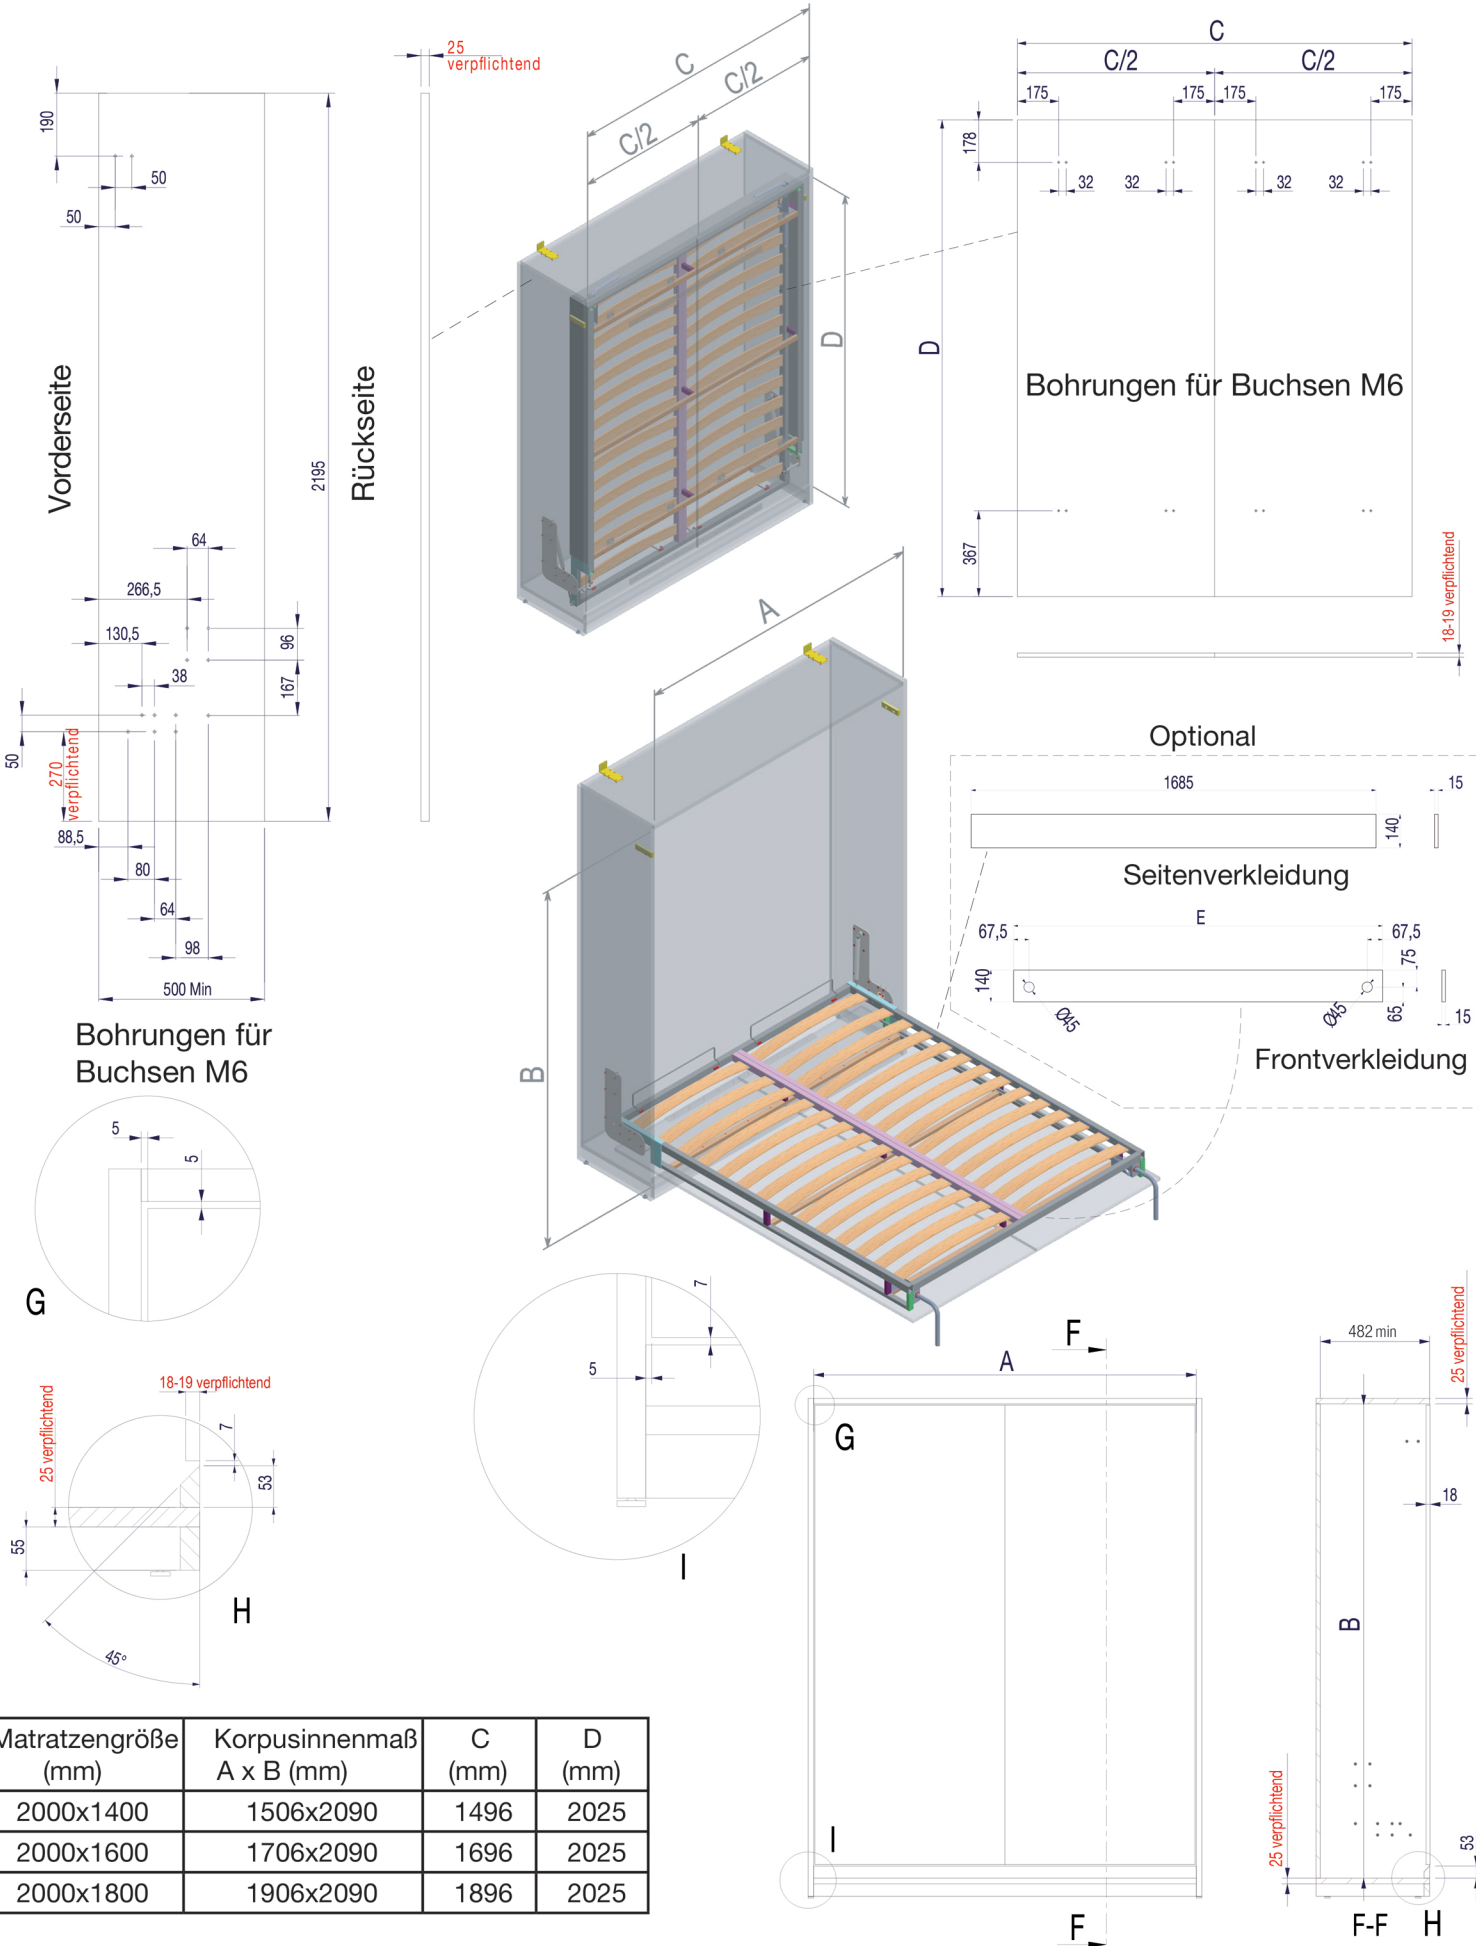 25
verpflichtend
190
50
50
Vorderseite
2195
Rückseite
64
266,5
130,5
96
38
167
50
270
verpflichtend
88,5
80
64
98
500 Min
Bohrungen für
Buchsen M6
C
C/2
C/2
D
C
C/2
C/2
175
175
175
175
178
32
32
32
32
D
Bohrungen für Buchsen M6
367
18-19 verpflichtend
A
B
Optional
1685
15
140
Seitenverkleidung
E
67,5
67,5
140
75
65
Ø45
Ø45
15
Frontverkleidung
5
5
G
7
5
I
18-19 verpflichtend
25 verpflichtend
7
53
55
45°
H
F
A
G
I
F
482 min
25 verpflichtend
18
B
25 verpflichtend
53
F-F
H
Matratzengröße Korpusinnenmaß C D
(mm) A x B (mm) (mm) (mm)
2000x1400 1506x2090 1496 2025
2000x1600 1706x2090 1696 2025
2000x1800 1906x2090 1896 2025